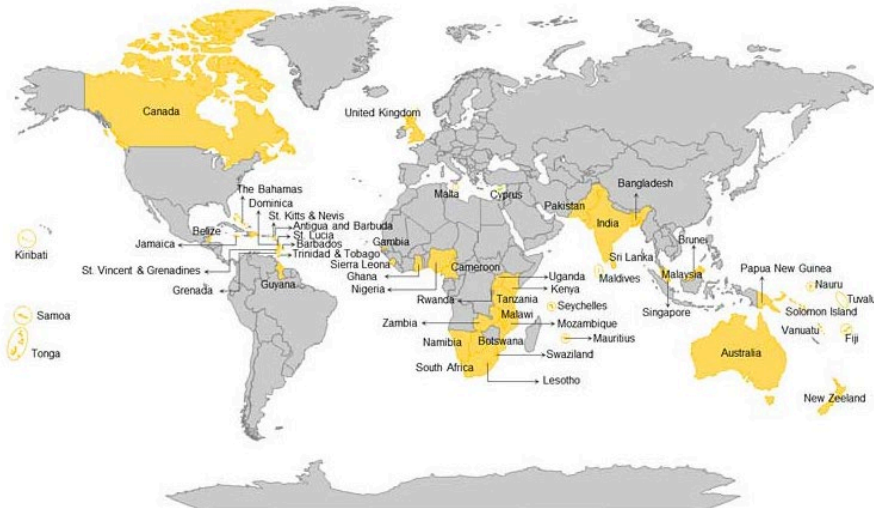 Canada
United Kingdom
The Bahamas
Dominica
St. Kitts & Nevis
Antigua and Barbuda
St. Lucia
Barbados
Trinidad & Tobago
Belize
Jamaica
St. Vincent & Grenadines
Grenada
Guyana
Kiribati
Samoa
Tonga
Malta
Cyprus
Gambia
Sierra Leona
Ghana
Nigeria
Cameroon
Rwanda
Uganda
Kenya
Tanzania
Seychelles
Malawi
Zambia
Mozambique
Mauritius
Namibia
Botswana
Swaziland
South Africa
Lesotho
Pakistan
Bangladesh
India
Sri Lanka
Maldives
Brunei
Malaysia
Singapore
Papua New Guinea
Nauru
Tuvalu
Solomon Island
Vanuatu
Fiji
Australia
New Zeeland